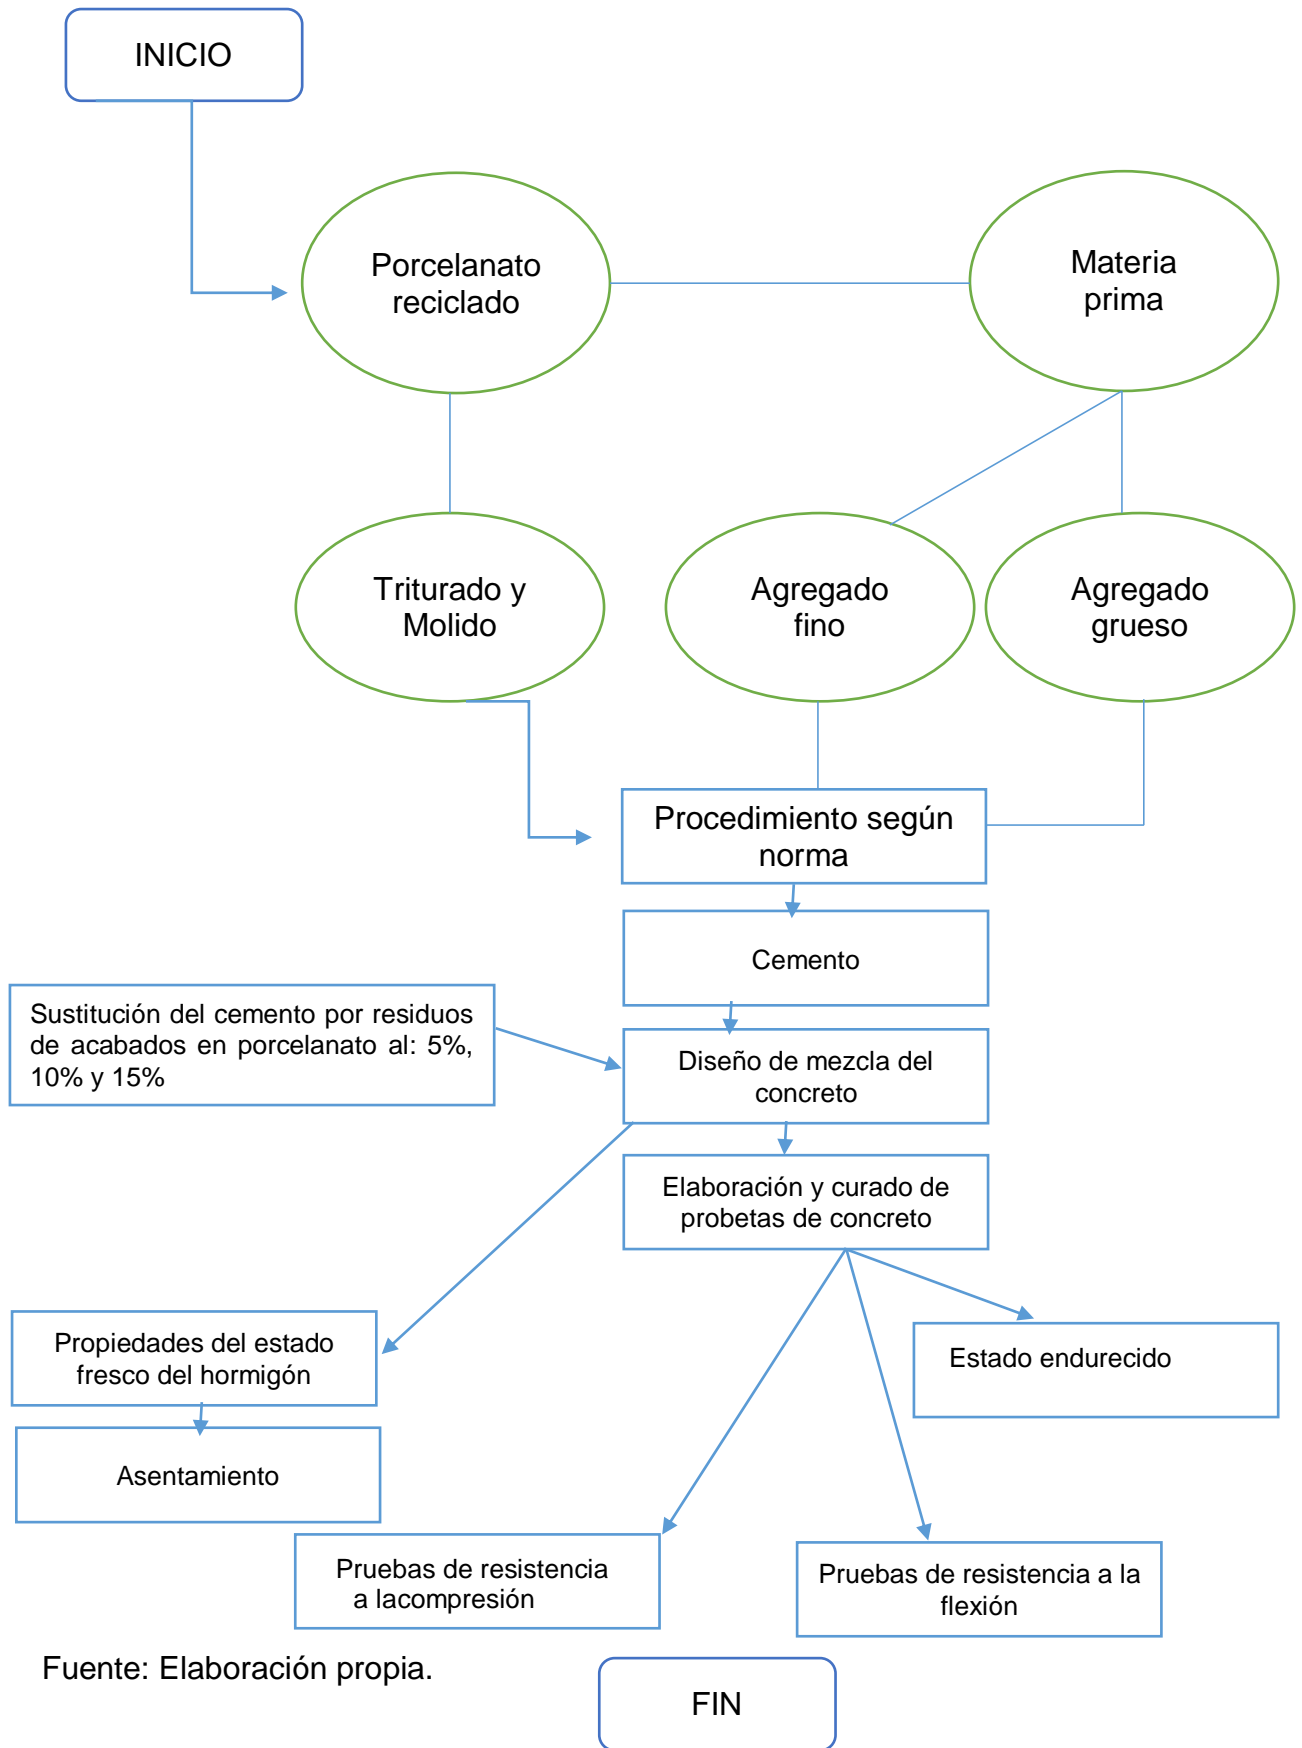 INICIO
Porcelanato
reciclado
Materia
prima
Triturado y
Molido
Agregado
fino
Agregado
grueso
Procedimiento según
norma
Cemento
Sustitución del cemento por residuos
de acabados en porcelanato al: 5%,
10% y 15%
Diseño de mezcla del
concreto
Elaboración y curado de
probetas de concreto
Propiedades del estado
fresco del hormigón
Estado endurecido
Asentamiento
Pruebas de resistencia
a lacompresión
Pruebas de resistencia a la
flexión
Fuente: Elaboración propia.
FIN